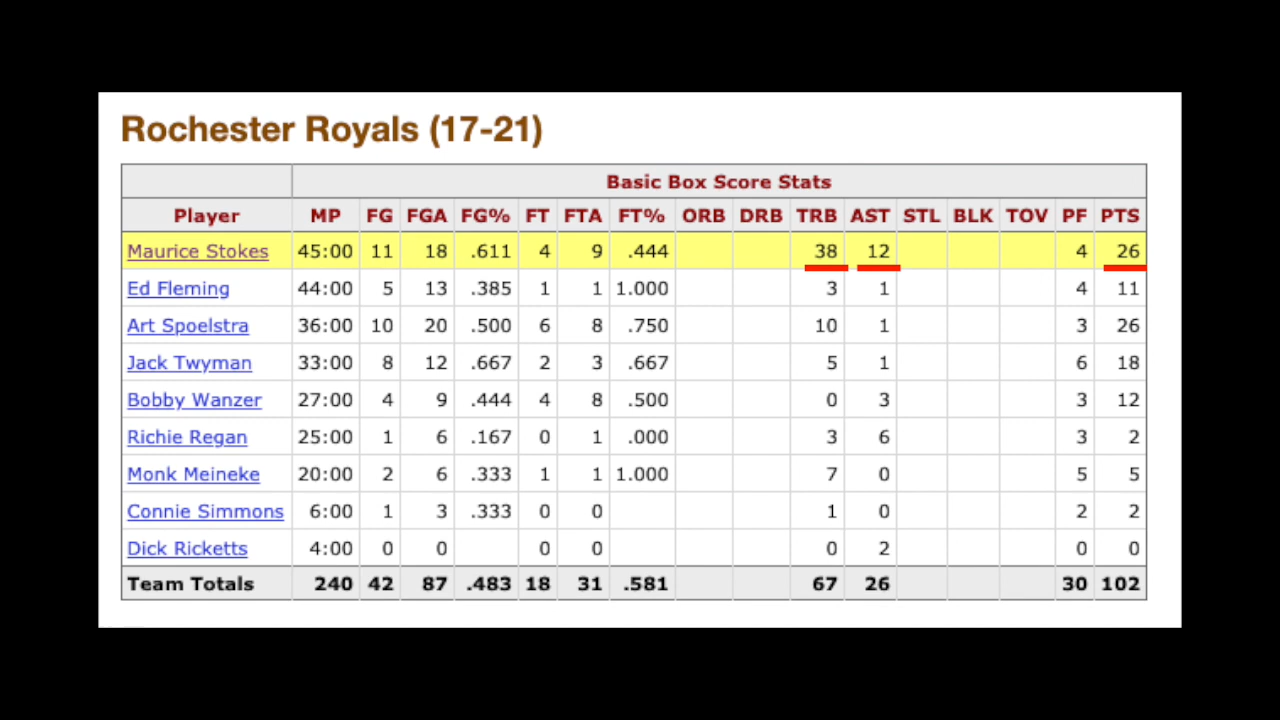 Rochester Royals (17-21)
Basic Box Score Stats
Player MP FG FGA FG% FT FTA FT% ORB DRB TRB AST STL BLK TOV PF PTS
Maurice Stokes 45:00 11 18 .611 4 9 .444 38 12 4 26
Ed Fleming 44:00 5 13 .385 1 1 1.000 3 1 4 11
Art Spoelstra 36:00 10 20 .500 6 8 .750 10 1 3 26
Jack Twyman 33:00 8 12 .667 2 3 .667 5 1 6 18
Bobby Wanzer 27:00 4 9 .444 4 8 .500 0 3 3 12
Richie Regan 25:00 1 6 .167 0 1 .000 3 6 3 2
Monk Meineke 20:00 2 6 .333 1 1 1.000 7 0 5 5
Connie Simmons 6:00 1 3 .333 0 0 1 0 2 2
Dick Ricketts 4:00 0 0 0 0 0 2 0 0
Team Totals 240 42 87 .483 18 31 .581 67 26 30 102